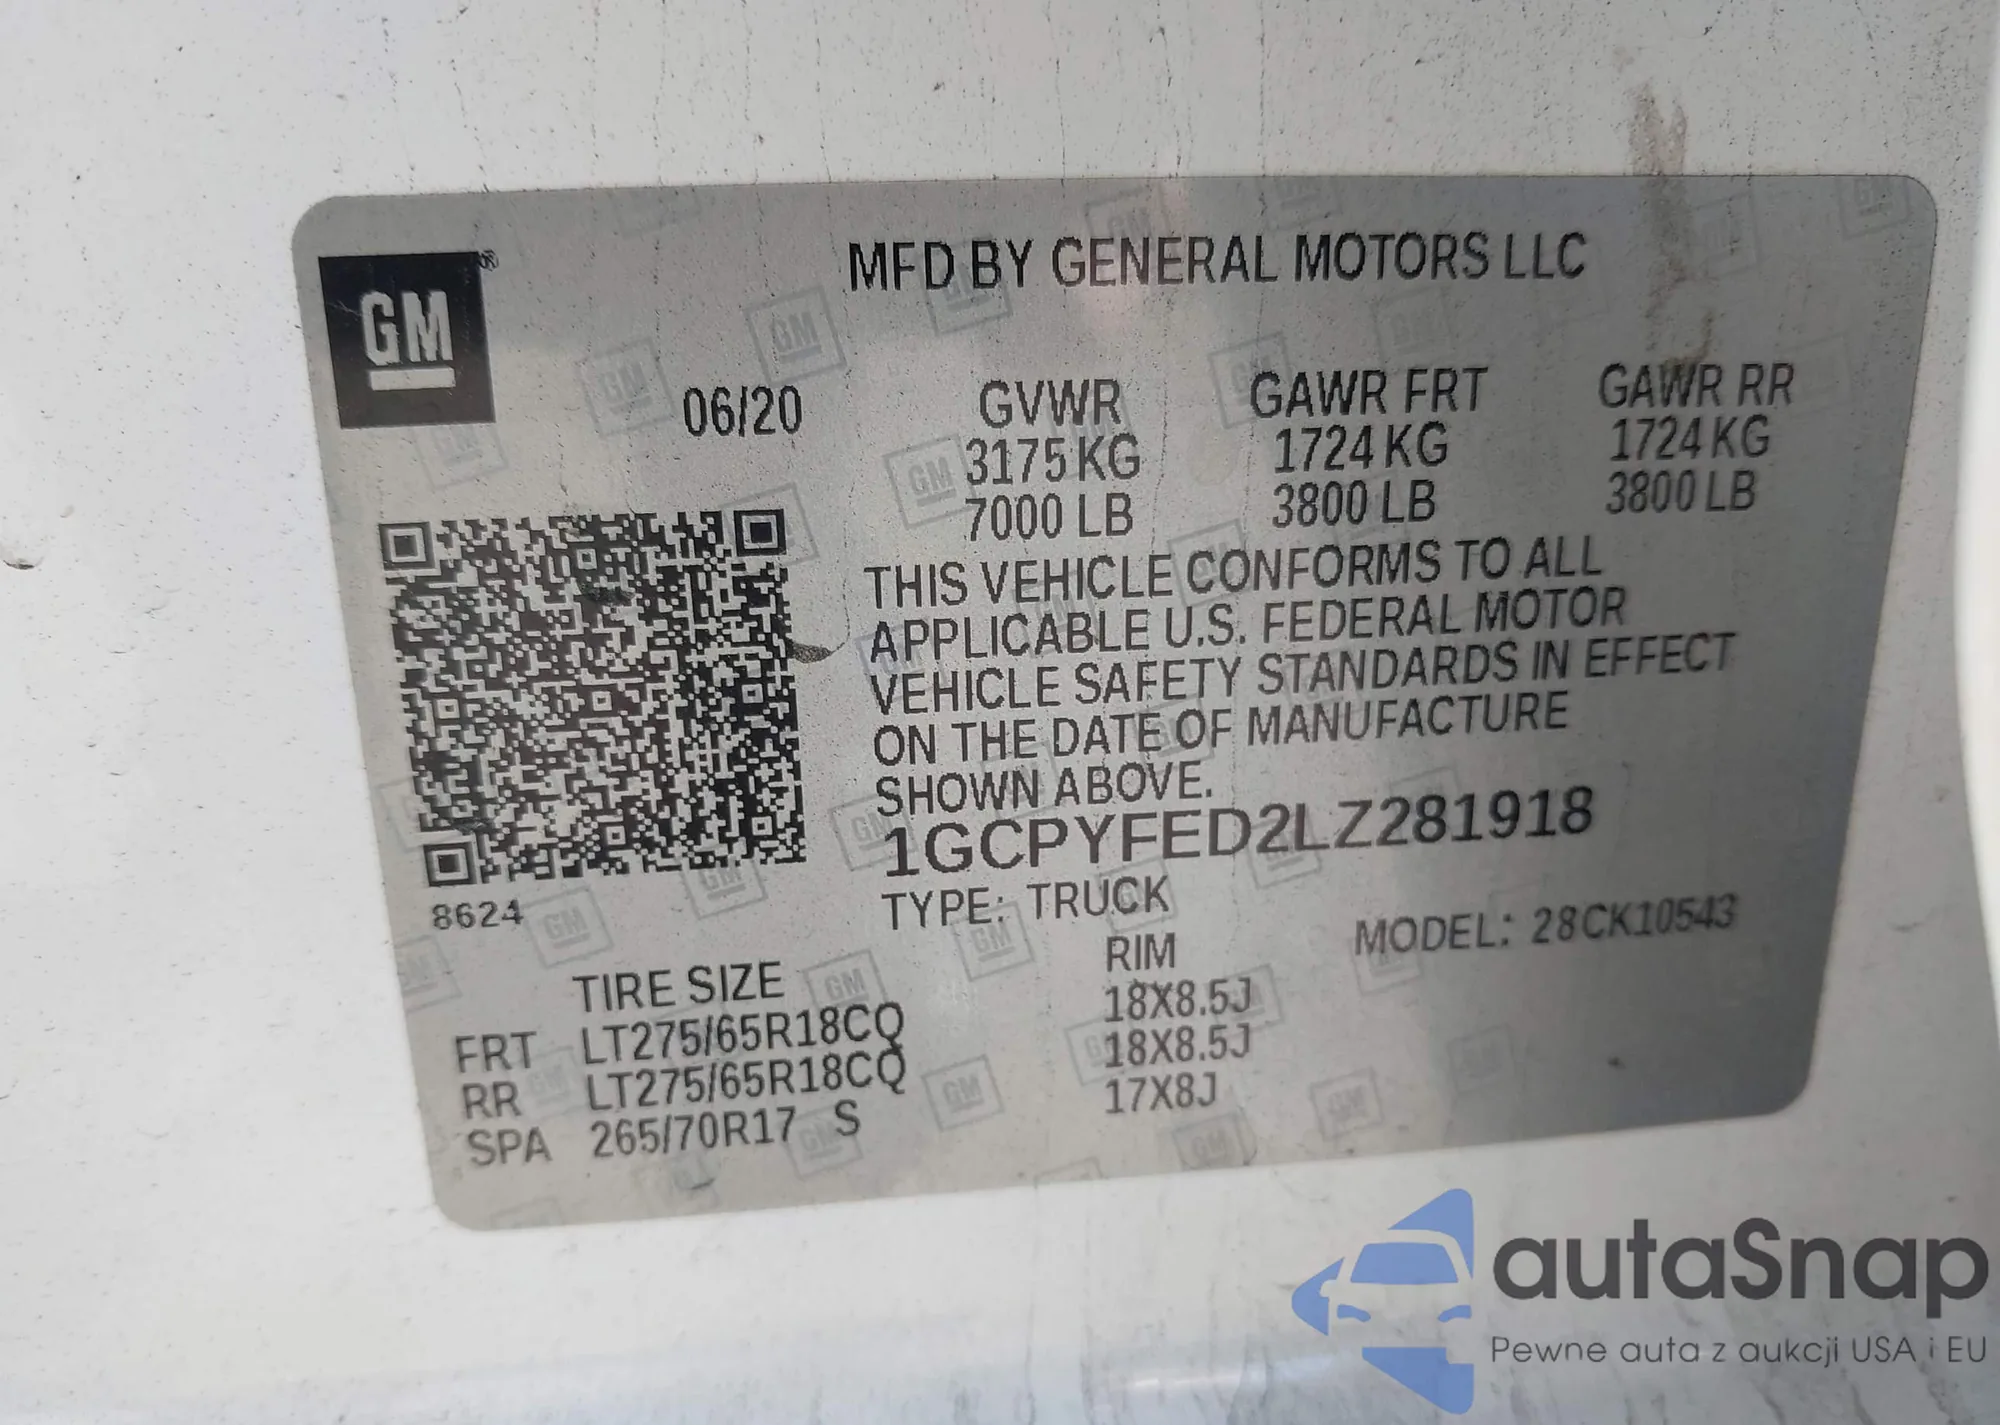 GM®
MFD BY GENERAL MOTORS LLC
06/20 GVWR GAWR FRT GAWR RR
3175 KG 1724 KG 1724 KG
7000 LB 3800 LB 3800 LB
THIS VEHICLE CONFORMS TO ALL
APPLICABLE U.S. FEDERAL MOTOR
VEHICLE SAFETY STANDARDS IN EFFECT
ON THE DATE OF MANUFACTURE
SHOWN ABOVE.
1GCPYFED2LZ281918
8624
TYPE: TRUCK MODEL: 28CK10543
TIRE SIZE RIM
FRT LT275/65R18CQ 18X8.5J
RR LT275/65R18CQ 18X8.5J
SPA 265/70R17 S 17X8J
autaSnap
Pewne auta z aukcji USA i EU